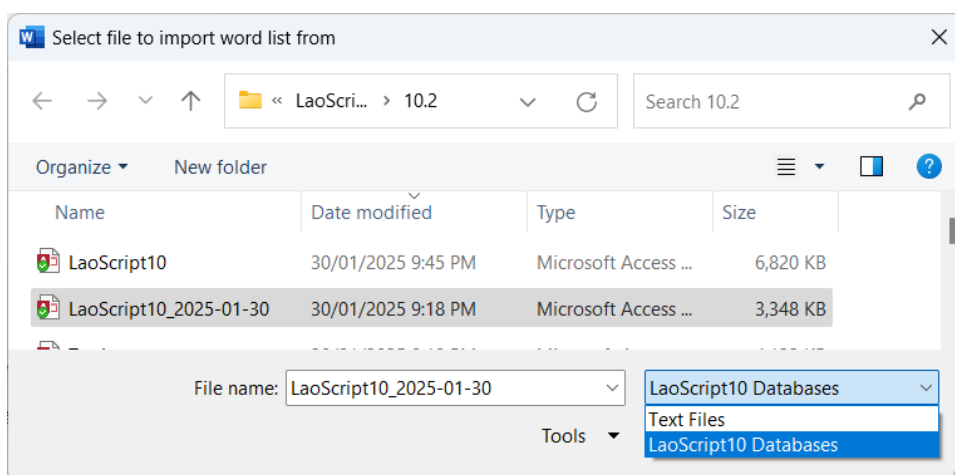 Select file to import word list from
« LaoScri... > 10.2
Search 10.2
Organize
New folder
Name Date modified Type Size
LaoScript10 30/01/2025 9:45 PM Microsoft Access ... 6,820 KB
LaoScript10_2025-01-30 30/01/2025 9:18 PM Microsoft Access ... 3,348 KB
File name: LaoScript10_2025-01-30 LaoScript10 Databases
Text Files
Tools LaoScript10 Databases